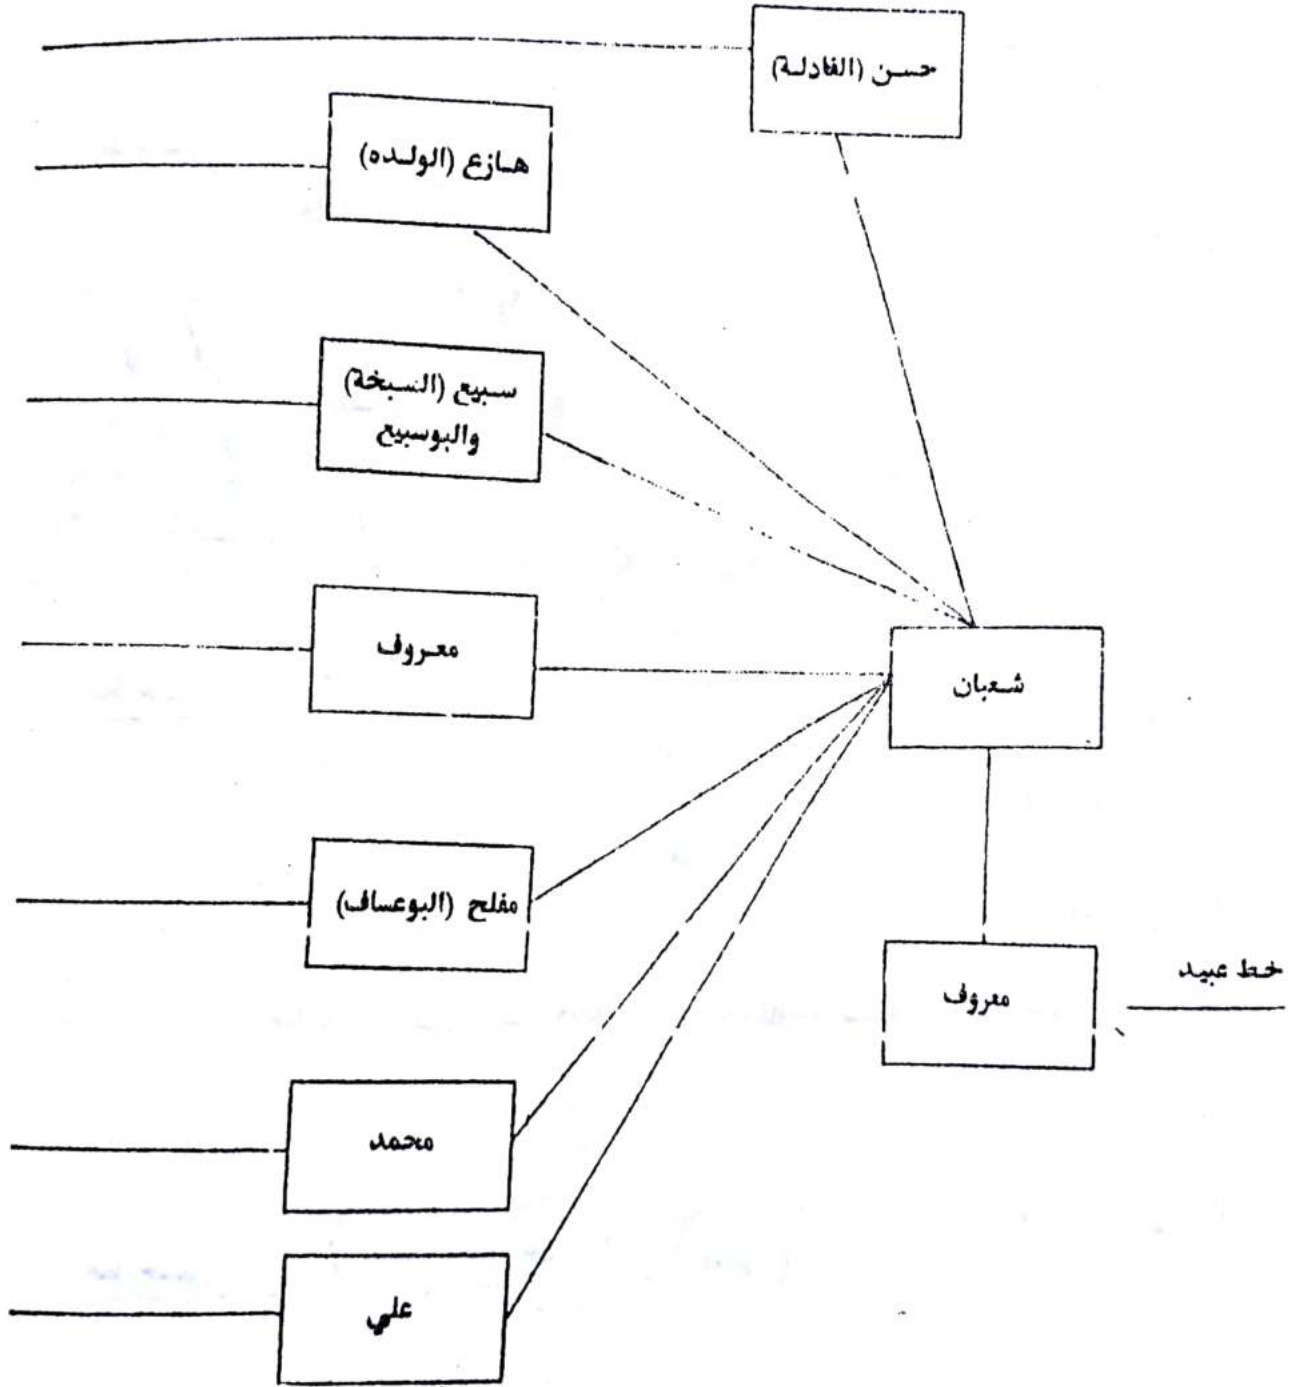 حسن (الفادلة)
هازع (الولده)
سبيع (السبخة)
والبوسبيع
معروف
شعبان
مفلح (البوعساف)
خط عبيد
معروف
محمد
علي